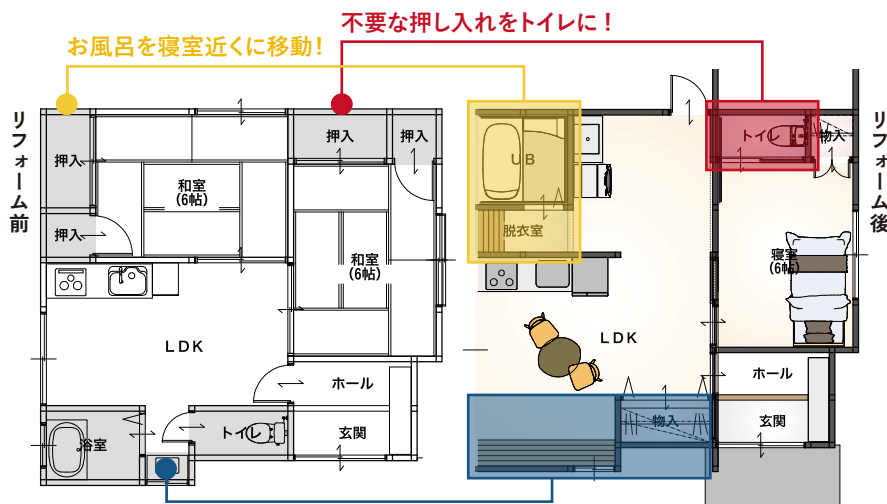 不要な押し入れをトイレに！
お風呂を寝室近くに移動！
リフォーム前
押入
押入
押入
押入
和室
(6帖)
和室
(6帖)
LDK
ホール
玄関
トイレ
浴室
リフォーム後
UB
脱衣室
トイレ
物入
寝室
(6帖)
LDK
ホール
物入
玄関